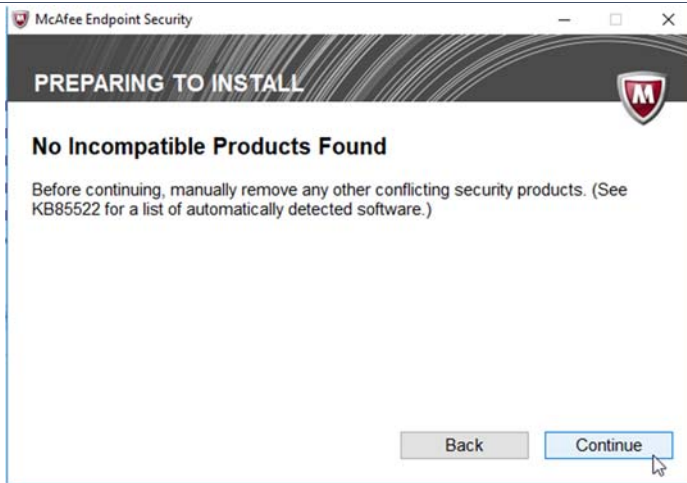 McAfee Endpoint Security
PREPARING TO INSTALL
No Incompatible Products Found
Before continuing, manually remove any other conflicting security products. (See
KB85522 for a list of automatically detected software.)
Back
Continue